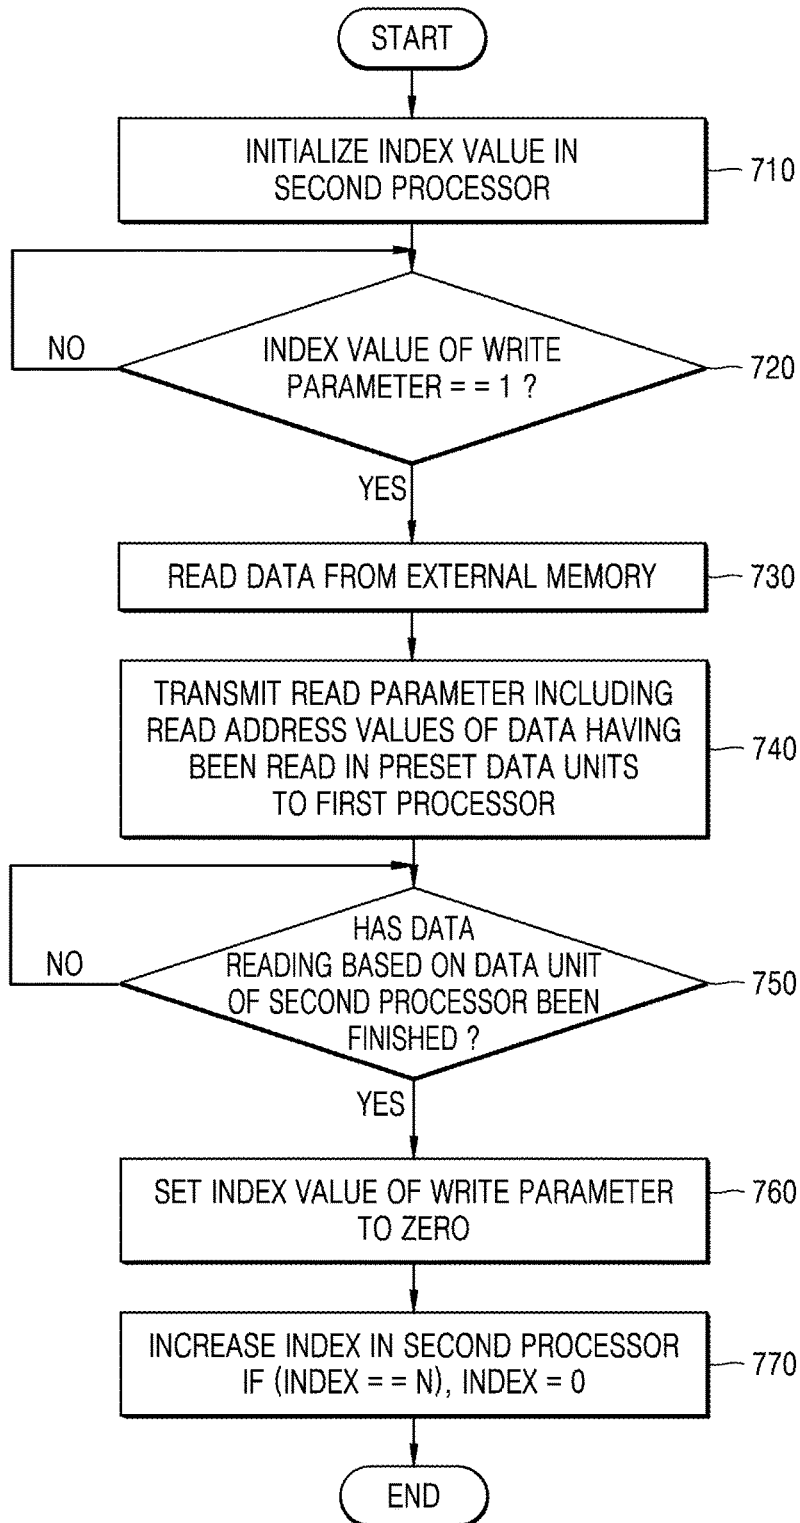 START
INITIALIZE INDEX VALUE IN
SECOND PROCESSOR
710
INDEX VALUE OF WRITE
PARAMETER = = 1 ?
720
NO
YES
READ DATA FROM EXTERNAL MEMORY
730
TRANSMIT READ PARAMETER INCLUDING
READ ADDRESS VALUES OF DATA HAVING
BEEN READ IN PRESET DATA UNITS
TO FIRST PROCESSOR
740
HAS DATA
READING BASED ON DATA UNIT
OF SECOND PROCESSOR BEEN
FINISHED ?
750
NO
YES
SET INDEX VALUE OF WRITE PARAMETER
TO ZERO
760
INCREASE INDEX IN SECOND PROCESSOR
IF (INDEX = = N), INDEX = 0
770
END